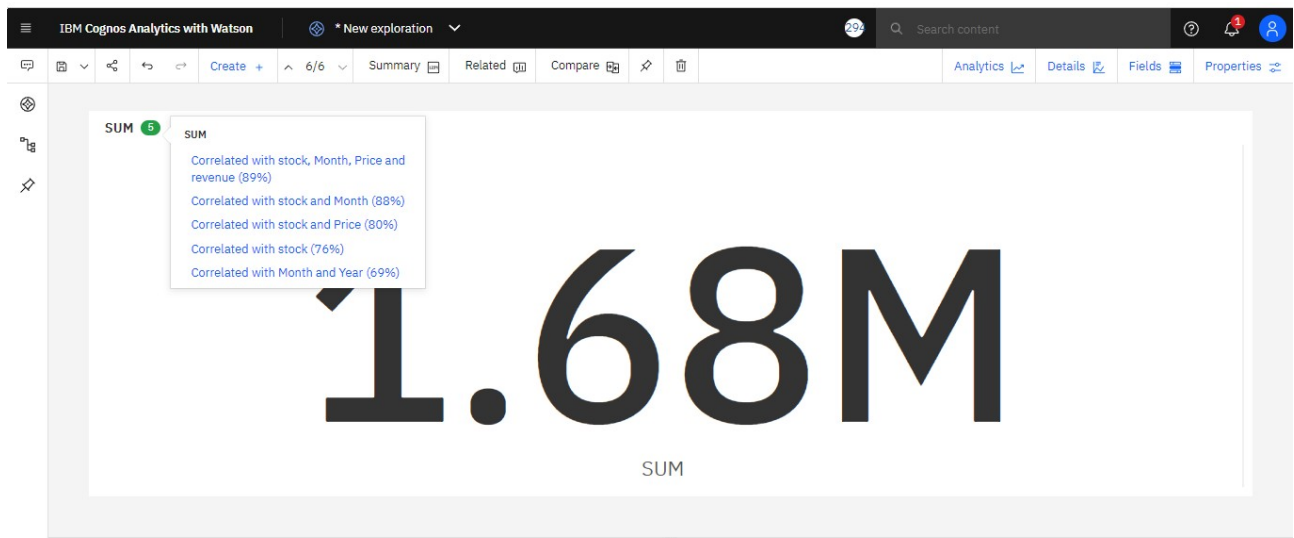 IBM Cognos Analytics with Watson
* New exploration
294
Search content
1
Create +
6/6
Summary
Related
Compare
Analytics
Details
Fields
Properties
SUM 5
SUM
Correlated with stock, Month, Price and
revenue (89%)
Correlated with stock and Month (88%)
Correlated with stock and Price (80%)
Correlated with stock (76%)
Correlated with Month and Year (69%)
1.68M
SUM